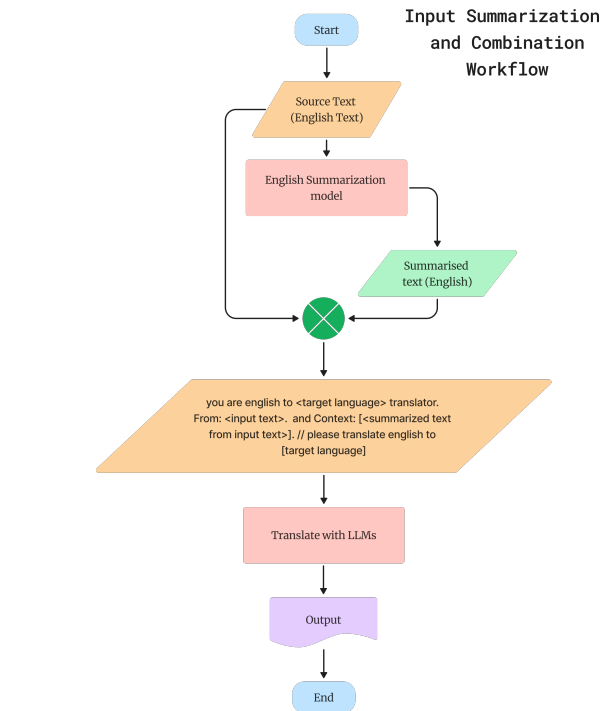 Input Summarization
and Combination
Workflow
Start
Source Text
(English Text)
English Summarization
model
Summarised
text (English)
you are english to <target language> translator.
From: <input text>. and Context: [<summarized text
from input text>]. // please translate english to
[target language]
Translate with LLMs
Output
End